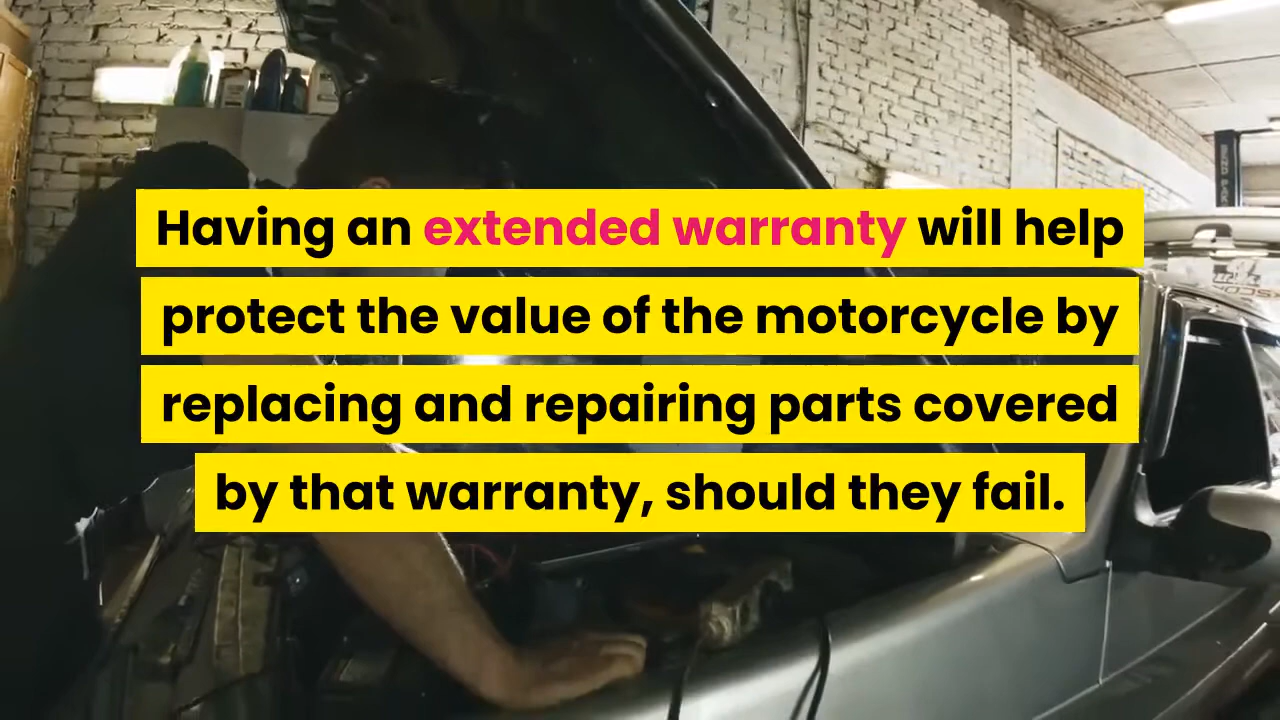 Having an extended warranty will help
protect the value of the motorcycle by
replacing and repairing parts covered
by that warranty, should they fail.